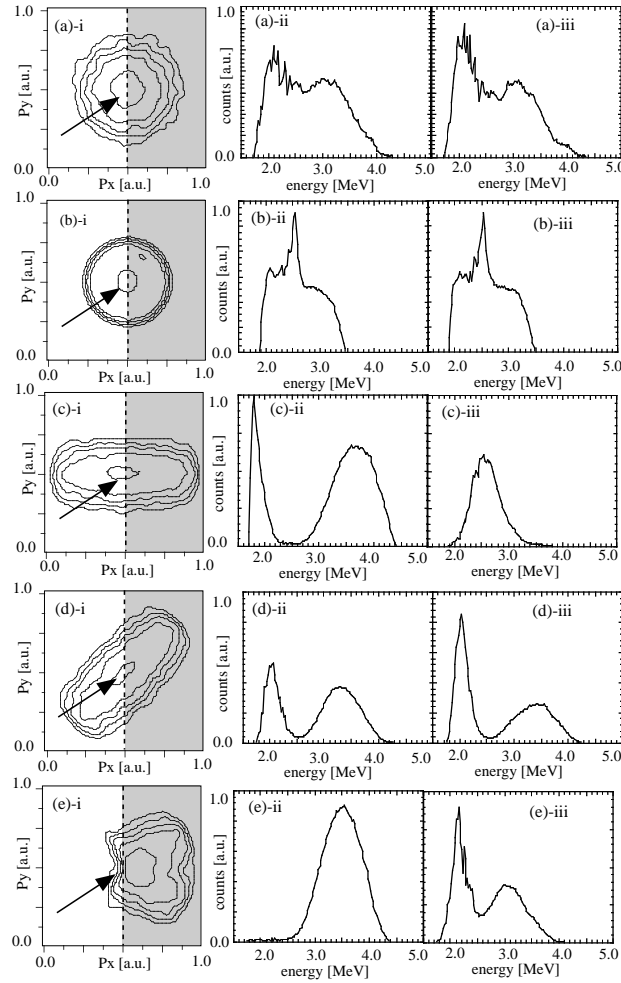 (a)-i
1.0
Py [a.u.]
0.0
0.0 1.0
Px [a.u.]
(a)-ii
1.0
counts [a.u.]
0.0
2.0 3.0 4.0 5.0
energy [MeV]
(a)-iii
2.0 3.0 4.0 5.0
energy [MeV]
(b)-i
1.0
Py [a.u.]
0.0
0.0 1.0
Px [a.u.]
(b)-ii
1.0
counts [a.u.]
0.0
2.0 3.0 4.0 5.0
energy [MeV]
(b)-iii
2.0 3.0 4.0 5.0
energy [MeV]
(c)-i
1.0
Py [a.u.]
0.0
0.0 1.0
Px [a.u.]
(c)-ii
1.0
counts [a.u.]
0.0
2.0 3.0 4.0 5.0
energy [MeV]
(c)-iii
2.0 3.0 4.0 5.0
energy [MeV]
(d)-i
1.0
Py [a.u.]
0.0
0.0 1.0
Px [a.u.]
(d)-ii
1.0
counts [a.u.]
0.0
2.0 3.0 4.0 5.0
energy [MeV]
(d)-iii
2.0 3.0 4.0 5.0
energy [MeV]
(e)-i
1.0
Py [a.u.]
0.0
0.0 1.0
Px [a.u.]
(e)-ii
1.0
counts [a.u.]
0.0
2.0 3.0 4.0 5.0
energy [MeV]
(e)-iii
2.0 3.0 4.0 5.0
energy [MeV]